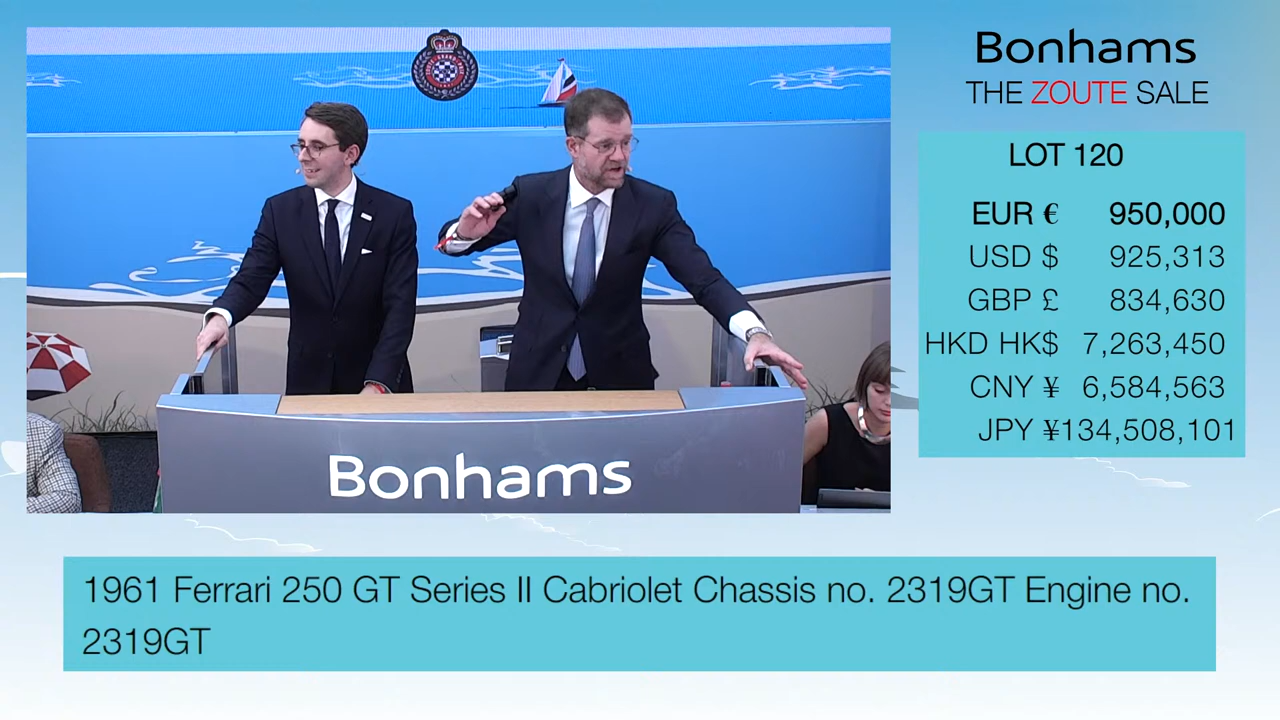 Bonhams
THE ZOUTE SALE
LOT 120
EUR € 950,000
USD $ 925,313
GBP £ 834,630
HKD HK$ 7,263,450
CNY ¥ 6,584,563
JPY ¥134,508,101
Bonhams
1961 Ferrari 250 GT Series II Cabriolet Chassis no. 2319GT Engine no.
2319GT